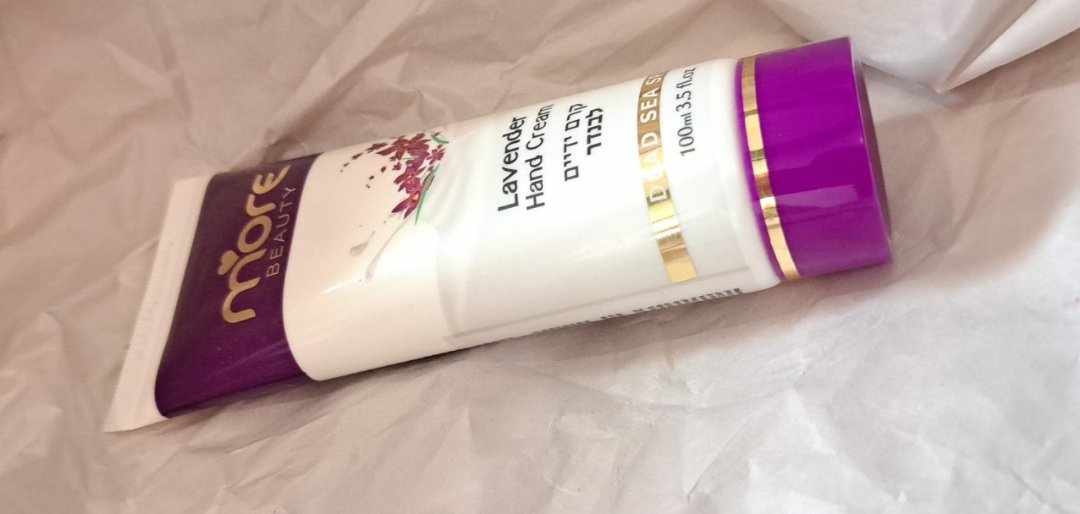 more
BEAUTY
Lavender
Hand Cream
קרם ידיים
לבנדר
DEAD SEA
100ml 3.5 fl.oz